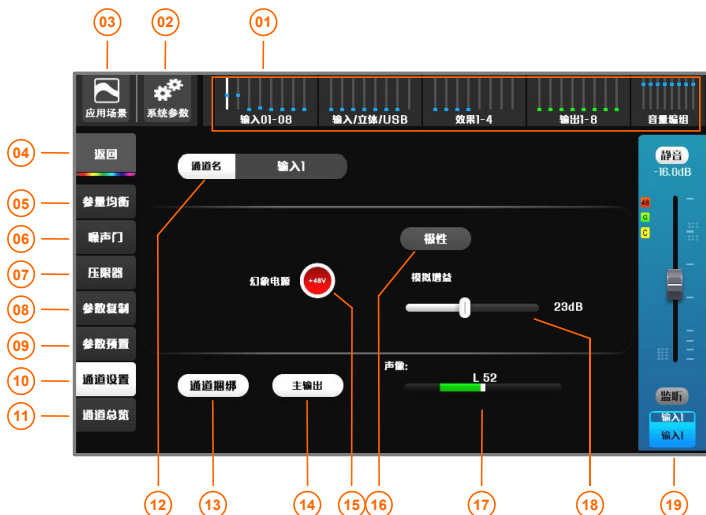 03
02
01
应用场景
系统参数
输入01-08
输入/立体/USB
效果1-4
输出1-8
音量编组
04
返回
通道名
输入1
静音
-16.0dB
05
参量均衡
48
G
C
06
噪声门
极性
07
压限器
幻象电源
+48V
模拟增益
08
参数复制
23dB
09
参数预置
声像:
10
通道设置
通道捆绑
主输出
L 52
监听
11
通道总览
输入1
输入1
12
13
14
15
16
17
18
19